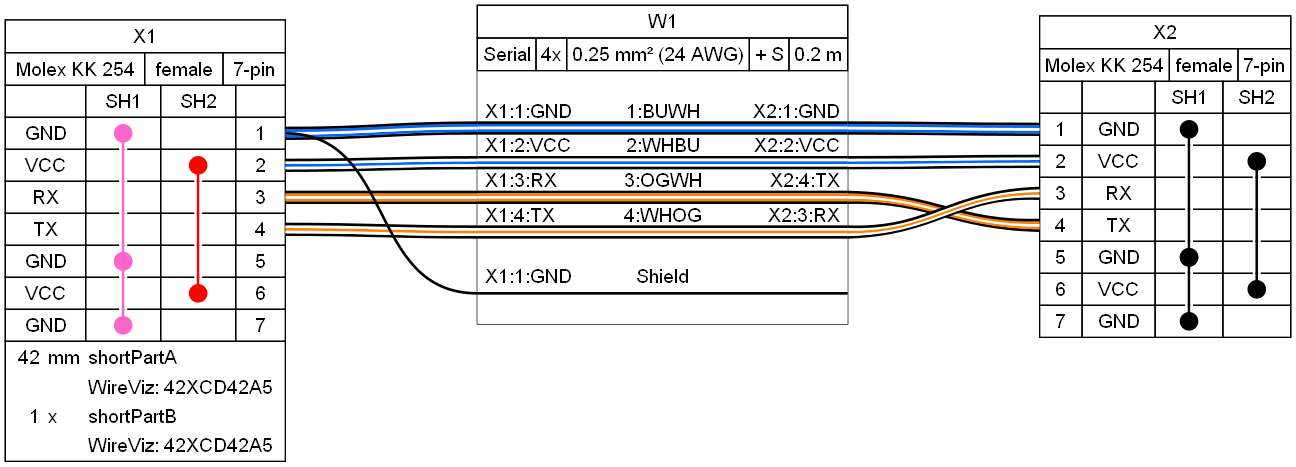 X1
Molex KK 254 female 7-pin
SH1 SH2
GND 1
VCC 2
RX 3
TX 4
GND 5
VCC 6
GND 7
42 mm shortPartA
WireViz: 42XCD42A5
1 x shortPartB
WireViz: 42XCD42A5
W1
Serial 4x 0.25 mm² (24 AWG) + S 0.2 m
X1:1:GND 1:BUWH X2:1:GND
X1:2:VCC 2:WHBU X2:2:VCC
X1:3:RX 3:OGWH X2:4:TX
X1:4:TX 4:WHOG X2:3:RX
X1:1:GND Shield
X2
Molex KK 254 female 7-pin
SH1 SH2
1 GND
2 VCC
3 RX
4 TX
5 GND
6 VCC
7 GND